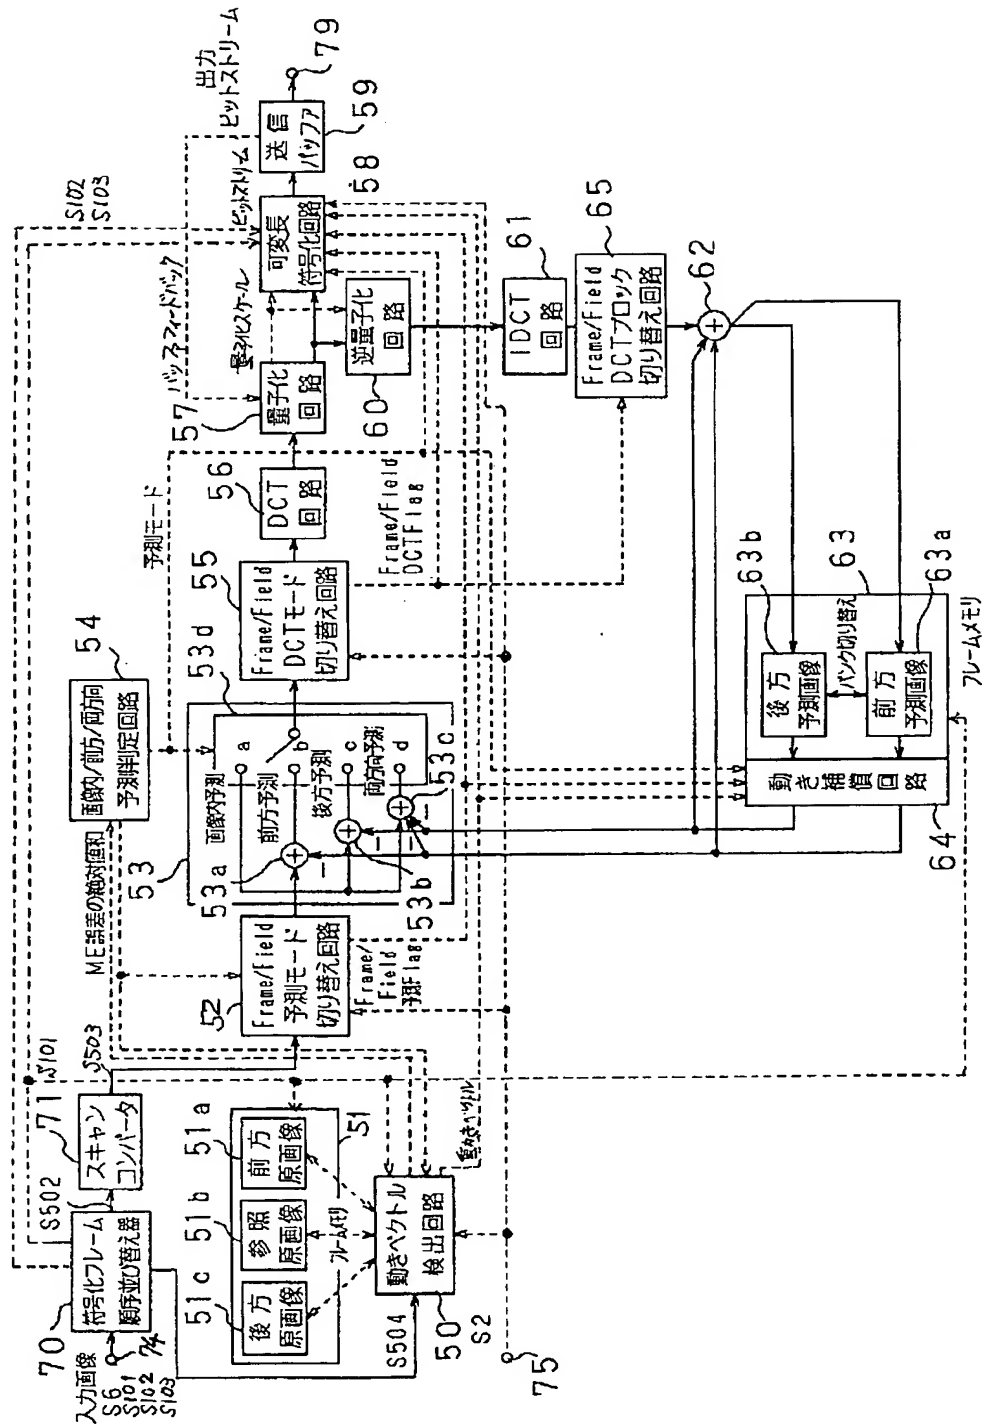 入力画像
S6
S101
S102
S103
74
70
符号化フレーム
順序並び替え器
S502
71
スキャン
コンバータ
S503
S101
S102
S103
ME誤差の絶対値和
54
画像内/前方/両方向
予測判定回路
予測モード
52
Frame/Field
予測モード
切り替え回路
Frame/
Field
予測Flag
53
53a
53b
53c
53d
画像内予測
前方予測
後方予測
両方向予測
a
b
c
d
55
Frame/Field
DCTモード
切り替え回路
Frame/Field
DCTFlag
56
DCT
回路
57
量子化
回路
量子化スケール
バッファフィードバック
58
可変長
符号化回路
ビットストリーム
59
送信
バッファ
出力
ビットストリーム
79
60
逆量子化
回路
61
IDCT
回路
65
Frame/Field
DCTブロック
切り替え回路
62
51
51a
前方
原画像
51b
参照
原画像
51c
後方
原画像
フレームメモリ
S504
50
動きベクトル
検出回路
動きベクトル
S2
75
63
63a
前方
予測画像
63b
後方
予測画像
バンク切り替え
フレームメモリ
64
動き補償回路